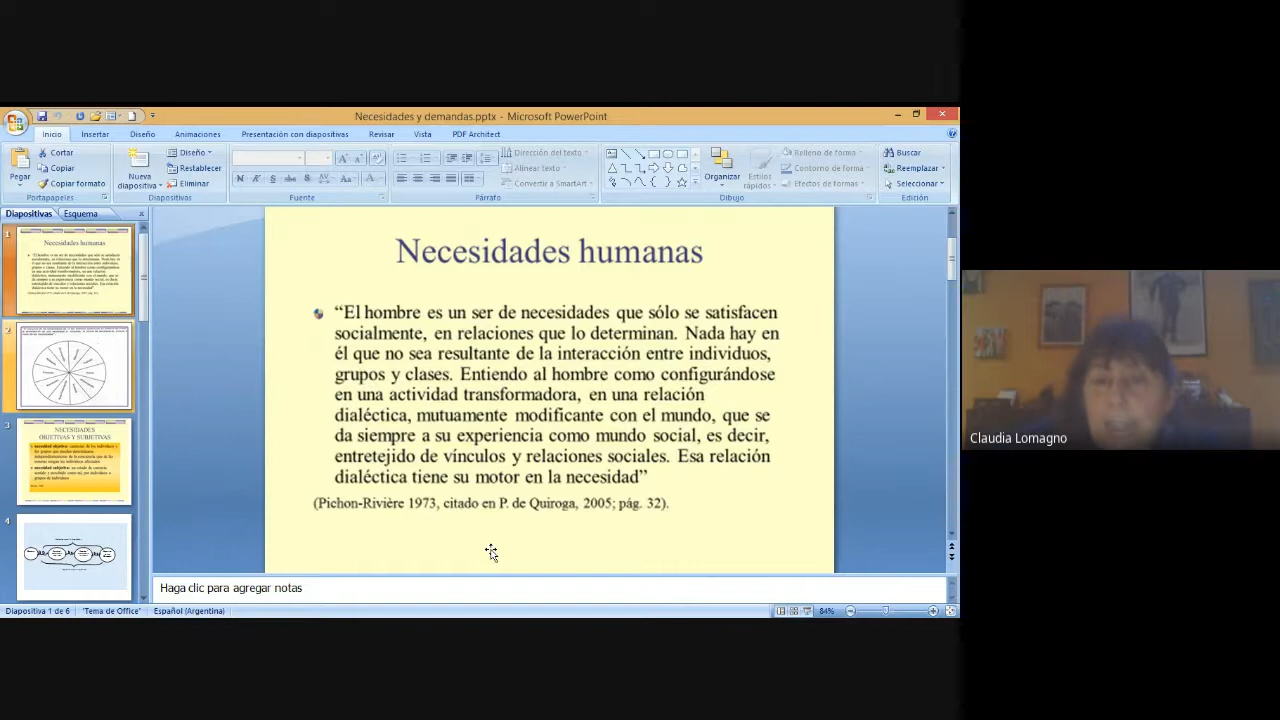 Necesidades y demandas.pptx - Microsoft PowerPoint
Inicio Insertar Diseño Animaciones Presentación con diapositivas Revisar Vista PDF Architect
Pegar
Cortar
Copiar
Copiar formato
Portapapeles
Nueva
diapositiva
Diseño
Restablecer
Eliminar
Diapositivas
Fuente
Dirección del texto
Alinear texto
Convertir a SmartArt
Párrafo
Organizar
Estilos
rápidos
Relleno de forma
Contorno de forma
Efectos de formas
Dibujo
Buscar
Reemplazar
Seleccionar
Edición
Diapositivas Esquema
1
Necesidades humanas
2
3
NECESIDADES
OBJETIVAS Y SUBJETIVAS
4
Necesidades humanas
“El hombre es un ser de necesidades que sólo se satisfacen
socialmente, en relaciones que lo determinan. Nada hay en
él que no sea resultante de la interacción entre individuos,
grupos y clases. Entiendo al hombre como configurándose
en una actividad transformadora, en una relación
dialéctica, mutuamente modificante con el mundo, que se
da siempre a su experiencia como mundo social, es decir,
entretejido de vínculos y relaciones sociales. Esa relación
dialéctica tiene su motor en la necesidad”
(Pichon-Rivière 1973, citado en P. de Quiroga, 2005; pág. 32).
Haga clic para agregar notas
Diapositiva 1 de 6 "Tema de Office" Español (Argentina) 84%
Claudia Lomagno